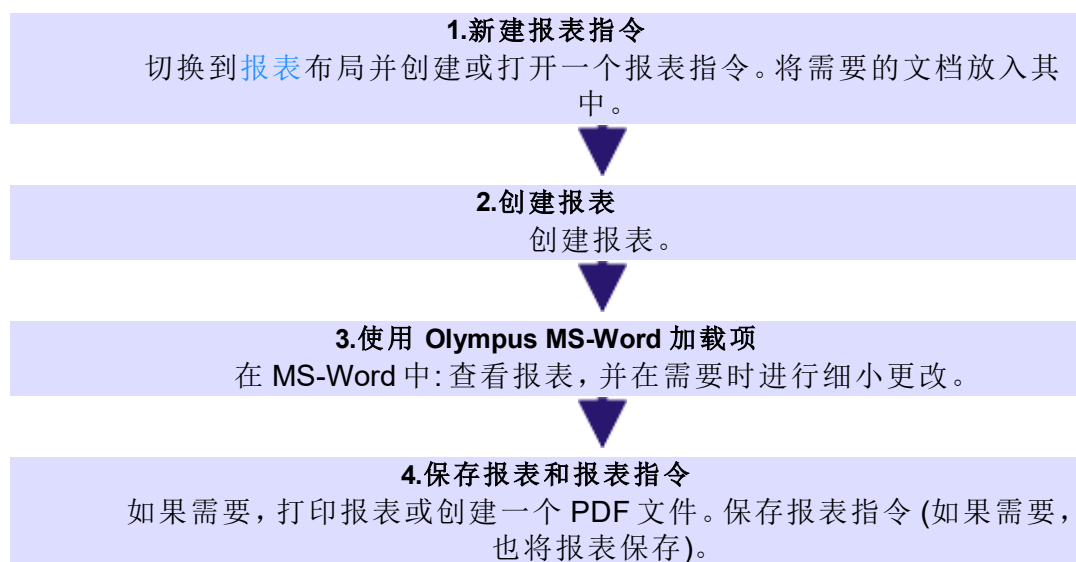 1.新建报表指令
切换到报表布局并创建或打开一个报表指令。将需要的文档放入其
中。
2.创建报表
创建报表。
3.使用 Olympus MS-Word 加载项
在 MS-Word 中: 查看报表，并在需要时进行细小更改。
4.保存报表和报表指令
如果需要，打印报表或创建一个 PDF 文件。保存报表指令 (如果需要，
也将报表保存)。